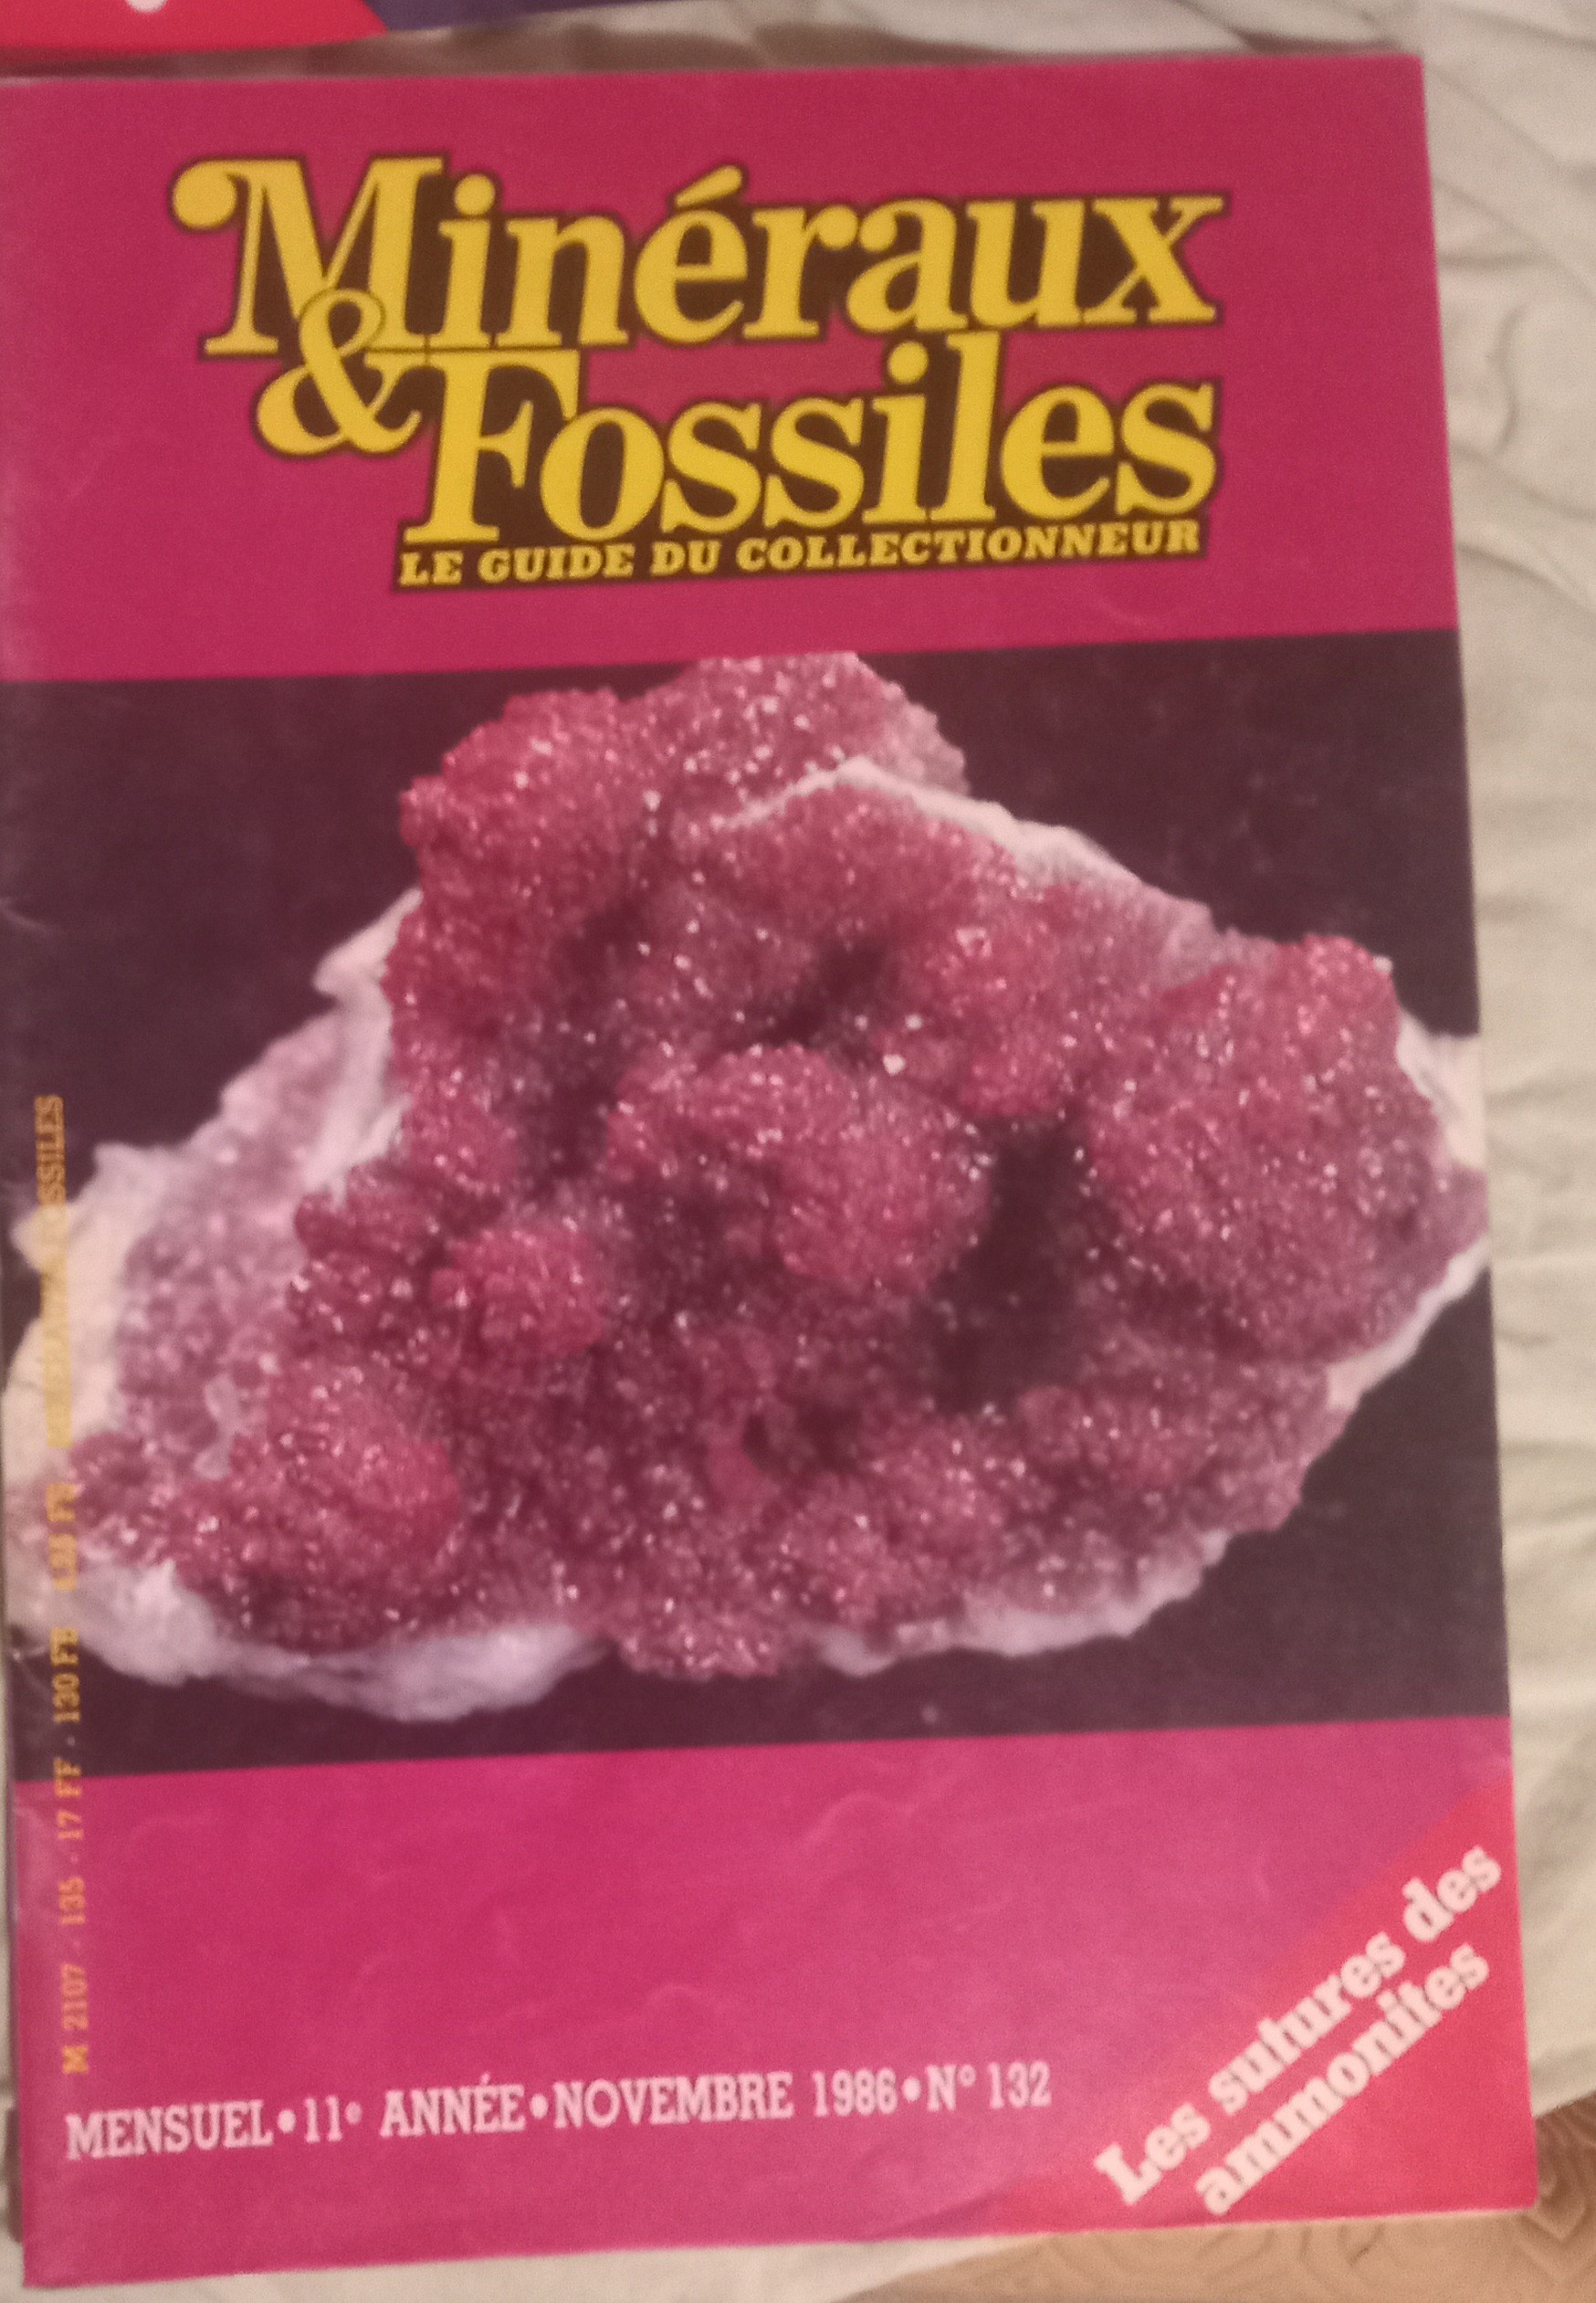 Minéraux
& Fossiles
LE GUIDE DU COLLECTIONNEUR
M 2107 . 135 . 17 FF . 130 FB FOSSILES
MENSUEL • 11e ANNÉE • NOVEMBRE 1986 • N° 132
Les sutures des
ammonites